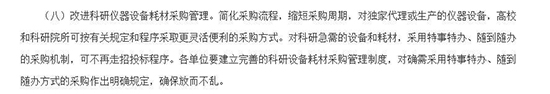 （八）改进科研仪器设备耗材采购管理。简化采购流程，缩短采购周期，对独家代理或生产的仪器设备，高校
和科研院所可按有关规定和程序采取更灵活便利的采购方式。对科研急需的设备和耗材，采用特事特办、随到随办
的采购机制，可不再走招投标程序。各单位要建立完善的科研设备耗材采购管理制度，对确需采用特事特办、随到
随办方式的采购作出明确规定，确保放而不乱。